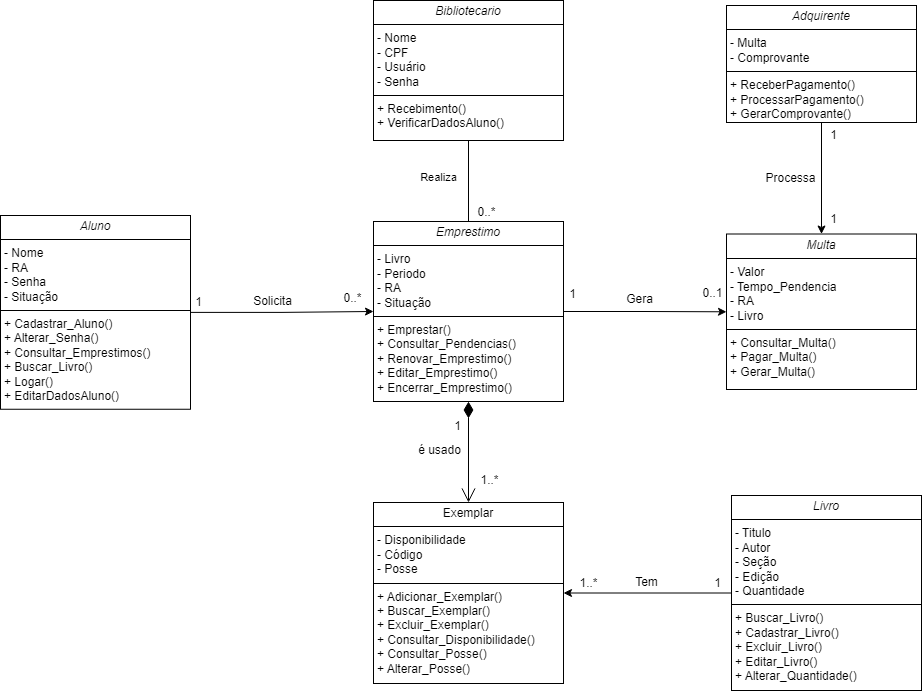 Bibliotecario
- Nome
- CPF
- Usuário
- Senha
+ Recebimento()
+ VerificarDadosAluno()
Adquirente
- Multa
- Comprovante
+ ReceberPagamento()
+ ProcessarPagamento()
+ GerarComprovante()
Realiza
0..*
1
Processa
1
Aluno
- Nome
- RA
- Senha
- Situação
+ Cadastrar_Aluno()
+ Alterar_Senha()
+ Consultar_Emprestimos()
+ Buscar_Livro()
+ Logar()
+ EditarDadosAluno()
1
Solicita
0..*
Emprestimo
- Livro
- Periodo
- RA
- Situação
+ Emprestar()
+ Consultar_Pendencias()
+ Renovar_Emprestimo()
+ Editar_Emprestimo()
+ Encerrar_Emprestimo()
1
Gera
0..1
Multa
- Valor
- Tempo_Pendencia
- RA
- Livro
+ Consultar_Multa()
+ Pagar_Multa()
+ Gerar_Multa()
1
é usado
1..*
Exemplar
- Disponibilidade
- Código
- Posse
+ Adicionar_Exemplar()
+ Buscar_Exemplar()
+ Excluir_Exemplar()
+ Consultar_Disponibilidade()
+ Consultar_Posse()
+ Alterar_Posse()
1..*
Tem
1
Livro
- Titulo
- Autor
- Seção
- Edição
- Quantidade
+ Buscar_Livro()
+ Cadastrar_Livro()
+ Excluir_Livro()
+ Editar_Livro()
+ Alterar_Quantidade()